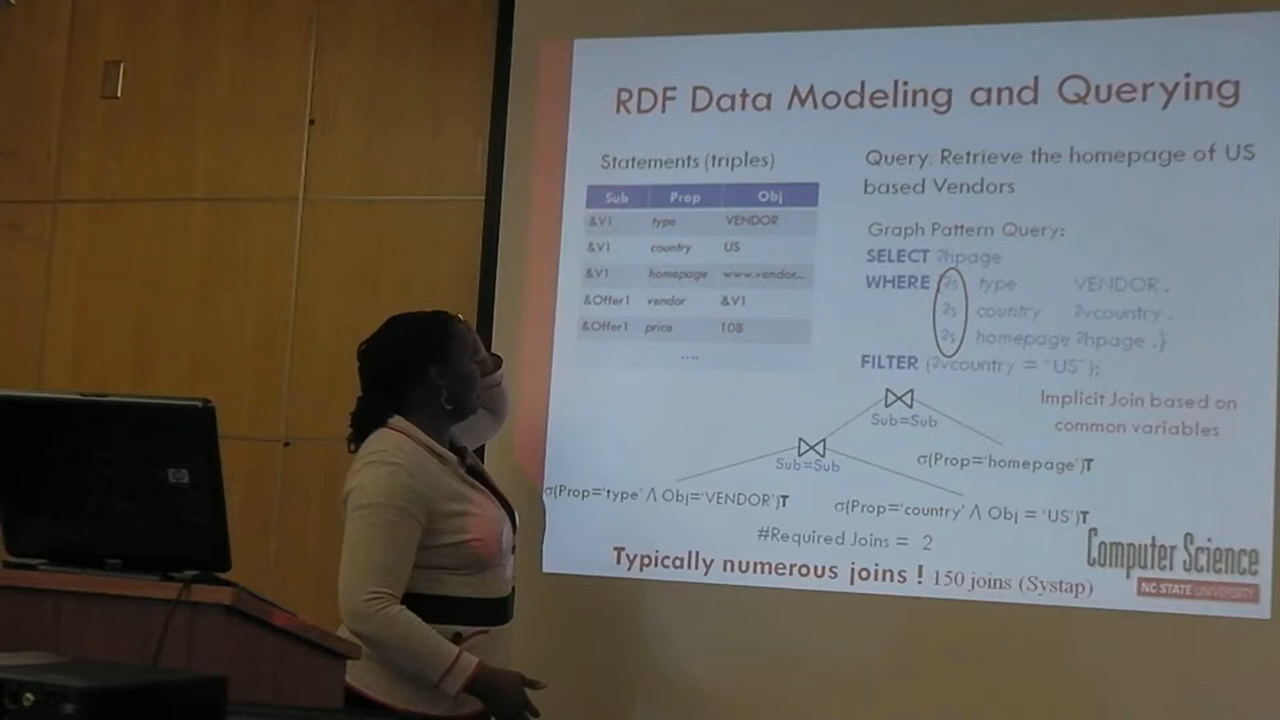 RDF Data Modeling and Querying
Statements (triples)
Sub Prop Obj
&V1 type VENDOR
&V1 country US
&V1 homepage www.vendor...
&Offer1 vendor &V1
&Offer1 price 108
....
Query: Retrieve the homepage of US
based Vendors
Graph Pattern Query:
SELECT ?hpage
WHERE {?s type VENDOR .
?s country ?vcountry .
?s homepage ?hpage .}
FILTER (?vcountry = "US");
Implicit Join based on
common variables
⋈
Sub=Sub
⋈
Sub=Sub
σ(Prop='homepage')T
σ(Prop='type' Λ Obj='VENDOR')T
σ(Prop='country' Λ Obj = 'US')T
#Required Joins = 2
Typically numerous joins ! 150 joins (Systap)
Computer Science
NC STATE UNIVERSITY
hp